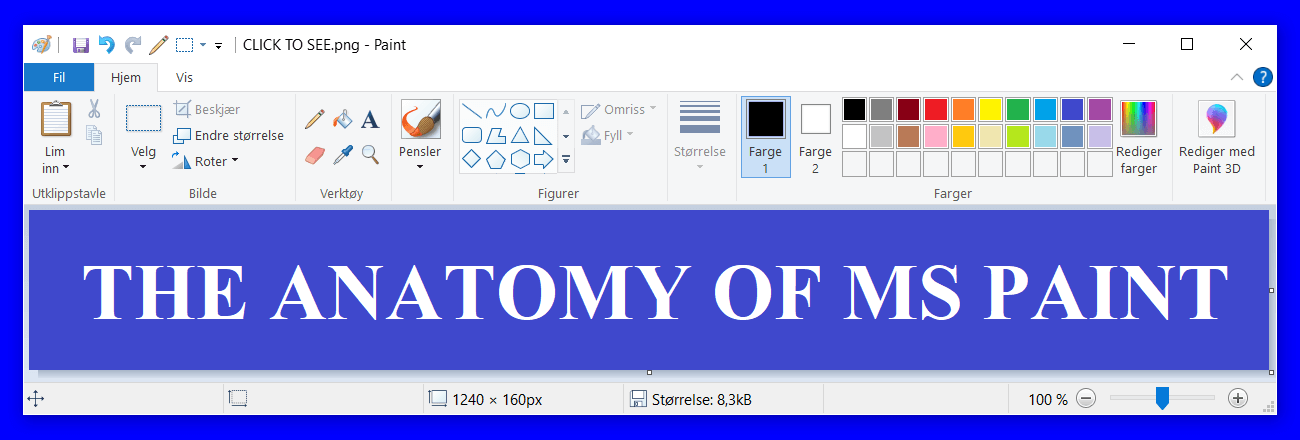 CLICK TO SEE.png - Paint
Fil Hjem Vis
Lim inn
Utklippstavle
Velg
Beskjær
Endre størrelse
Roter
Bilde
A
Verktøy
Pensler
Omriss
Fyll
Figurer
Størrelse
Farge 1
Farge 2
Rediger farger
Farger
Rediger med Paint 3D
THE ANATOMY OF MS PAINT
1240 × 160px
Størrelse: 8,3kB
100 %